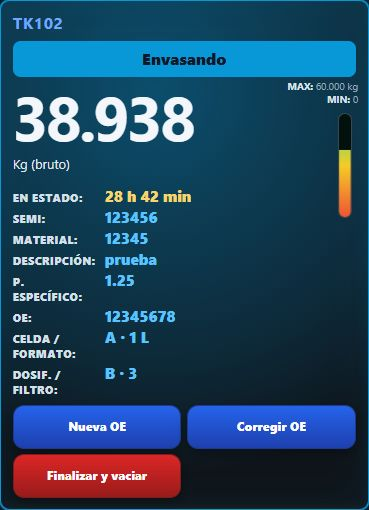 TK102
Envasando
MAX: 60.000 kg
MIN: 0
38.938
Kg (bruto)
EN ESTADO: 28 h 42 min
SEMI: 123456
MATERIAL: 12345
DESCRIPCIÓN: prueba
P. ESPECÍFICO: 1.25
OE: 12345678
CELDA / FORMATO: A · 1 L
DOSIF. / FILTRO: B · 3
Nueva OE
Corregir OE
Finalizar y vaciar